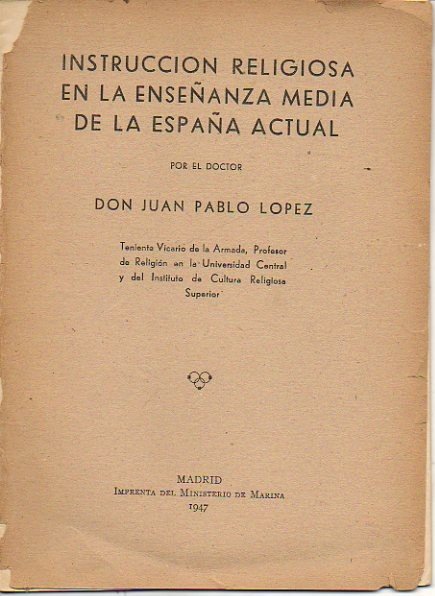 INSTRUCCION RELIGIOSA
EN LA ENSEÑANZA MEDIA
DE LA ESPAÑA ACTUAL
POR EL DOCTOR
DON JUAN PABLO LOPEZ
Teniente Vicario de la Armada, Profesor
de Religión en la Universidad Central
y del Instituto de Cultura Religiosa
Superior
MADRID
IMPRENTA DEL MINISTERIO DE MARINA
1947